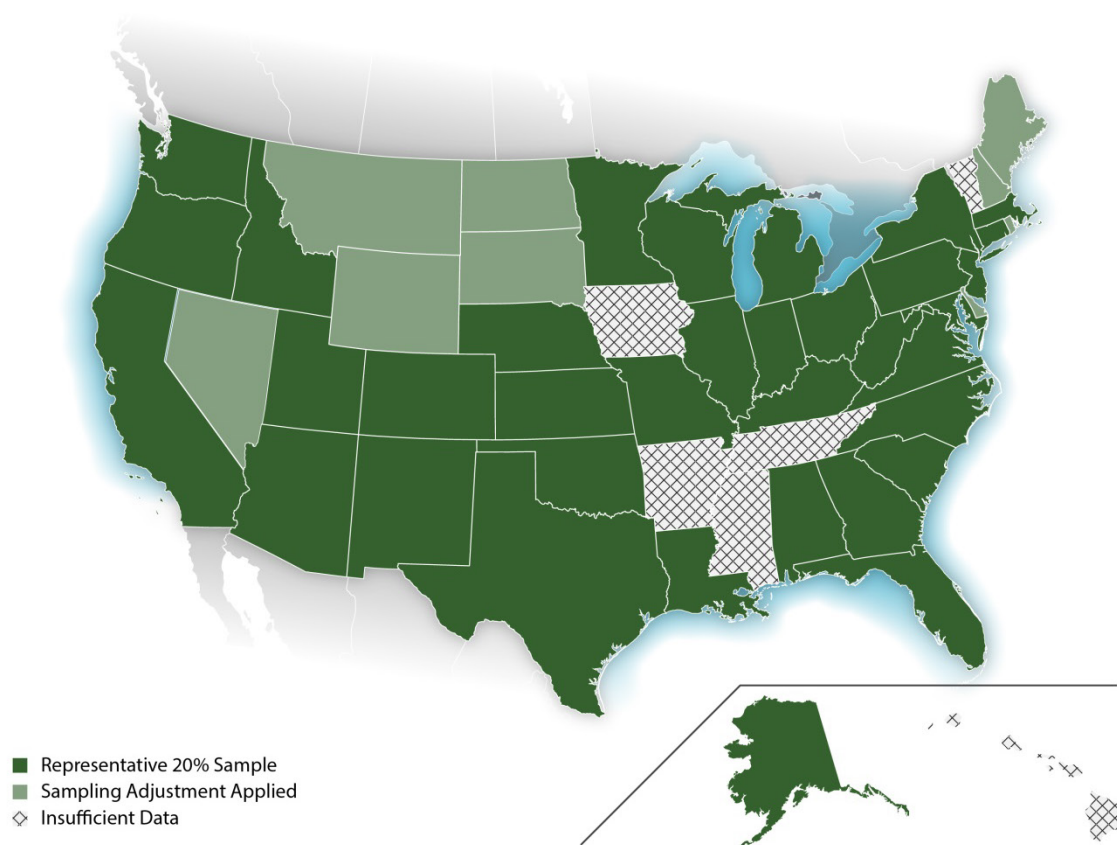 Representative 20% Sample
Sampling Adjustment Applied
Insufficient Data